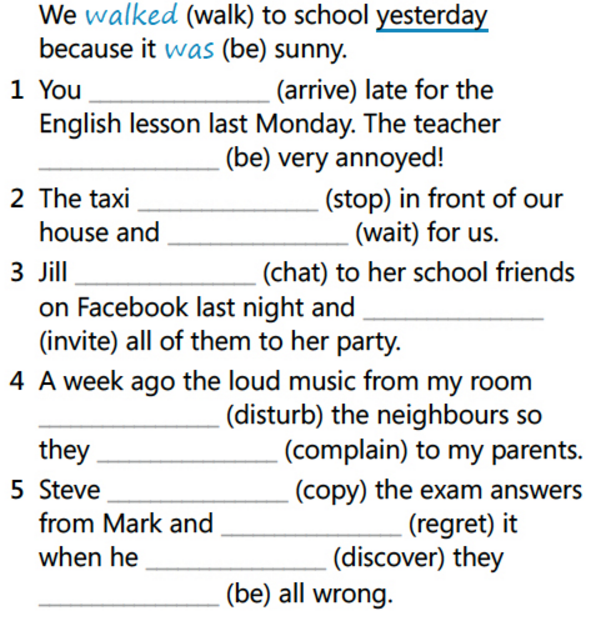 We walked (walk) to school yesterday
because it was (be) sunny.
1 You ______________ (arrive) late for the
English lesson last Monday. The teacher
______________ (be) very annoyed!
2 The taxi ______________ (stop) in front of our
house and ______________ (wait) for us.
3 Jill ______________ (chat) to her school friends
on Facebook last night and ______________
(invite) all of them to her party.
4 A week ago the loud music from my room
______________ (disturb) the neighbours so
they ______________ (complain) to my parents.
5 Steve ______________ (copy) the exam answers
from Mark and ______________ (regret) it
when he ______________ (discover) they
______________ (be) all wrong.